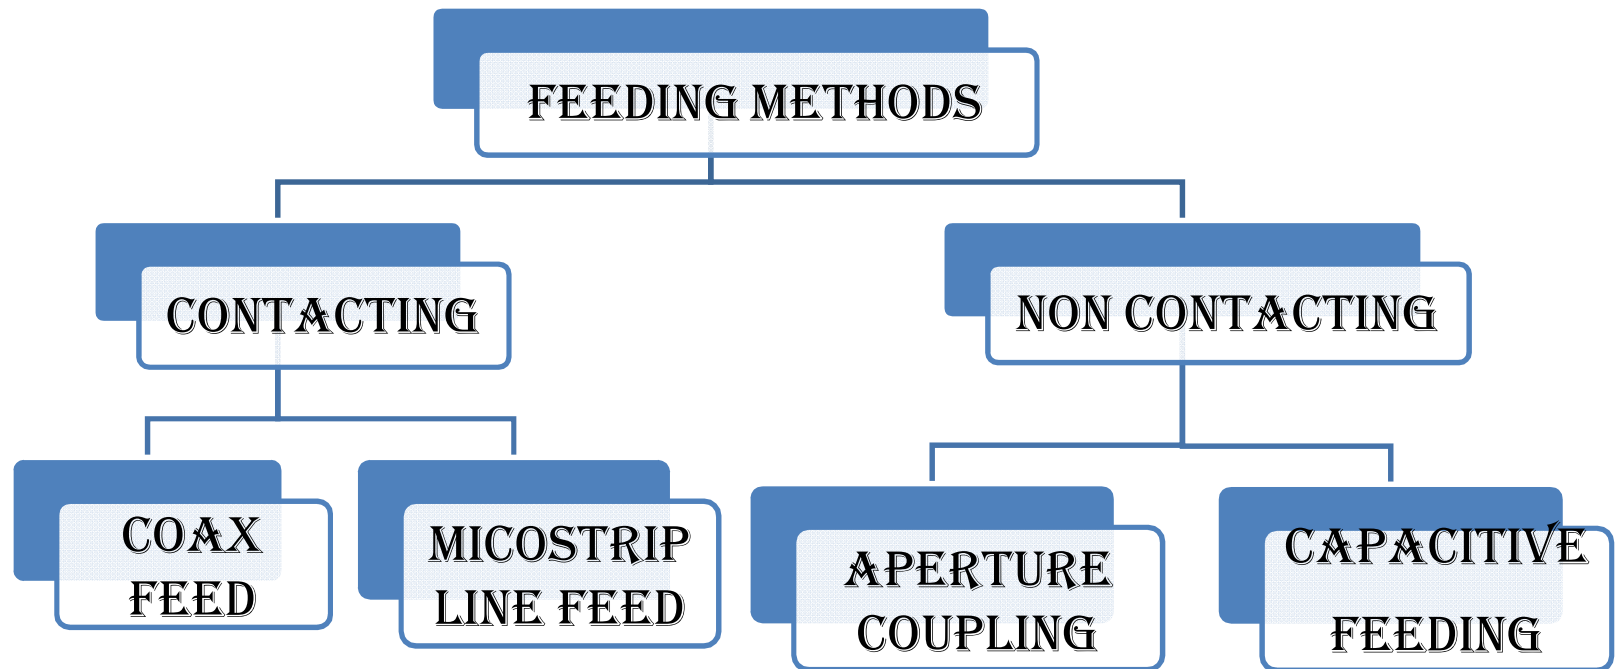 FEEDING METHODS
CONTACTING
NON CONTACTING
COAX
FEED
MICOSTRIP
LINE FEED
APERTURE
COUPLING
CAPACITIVE
FEEDING